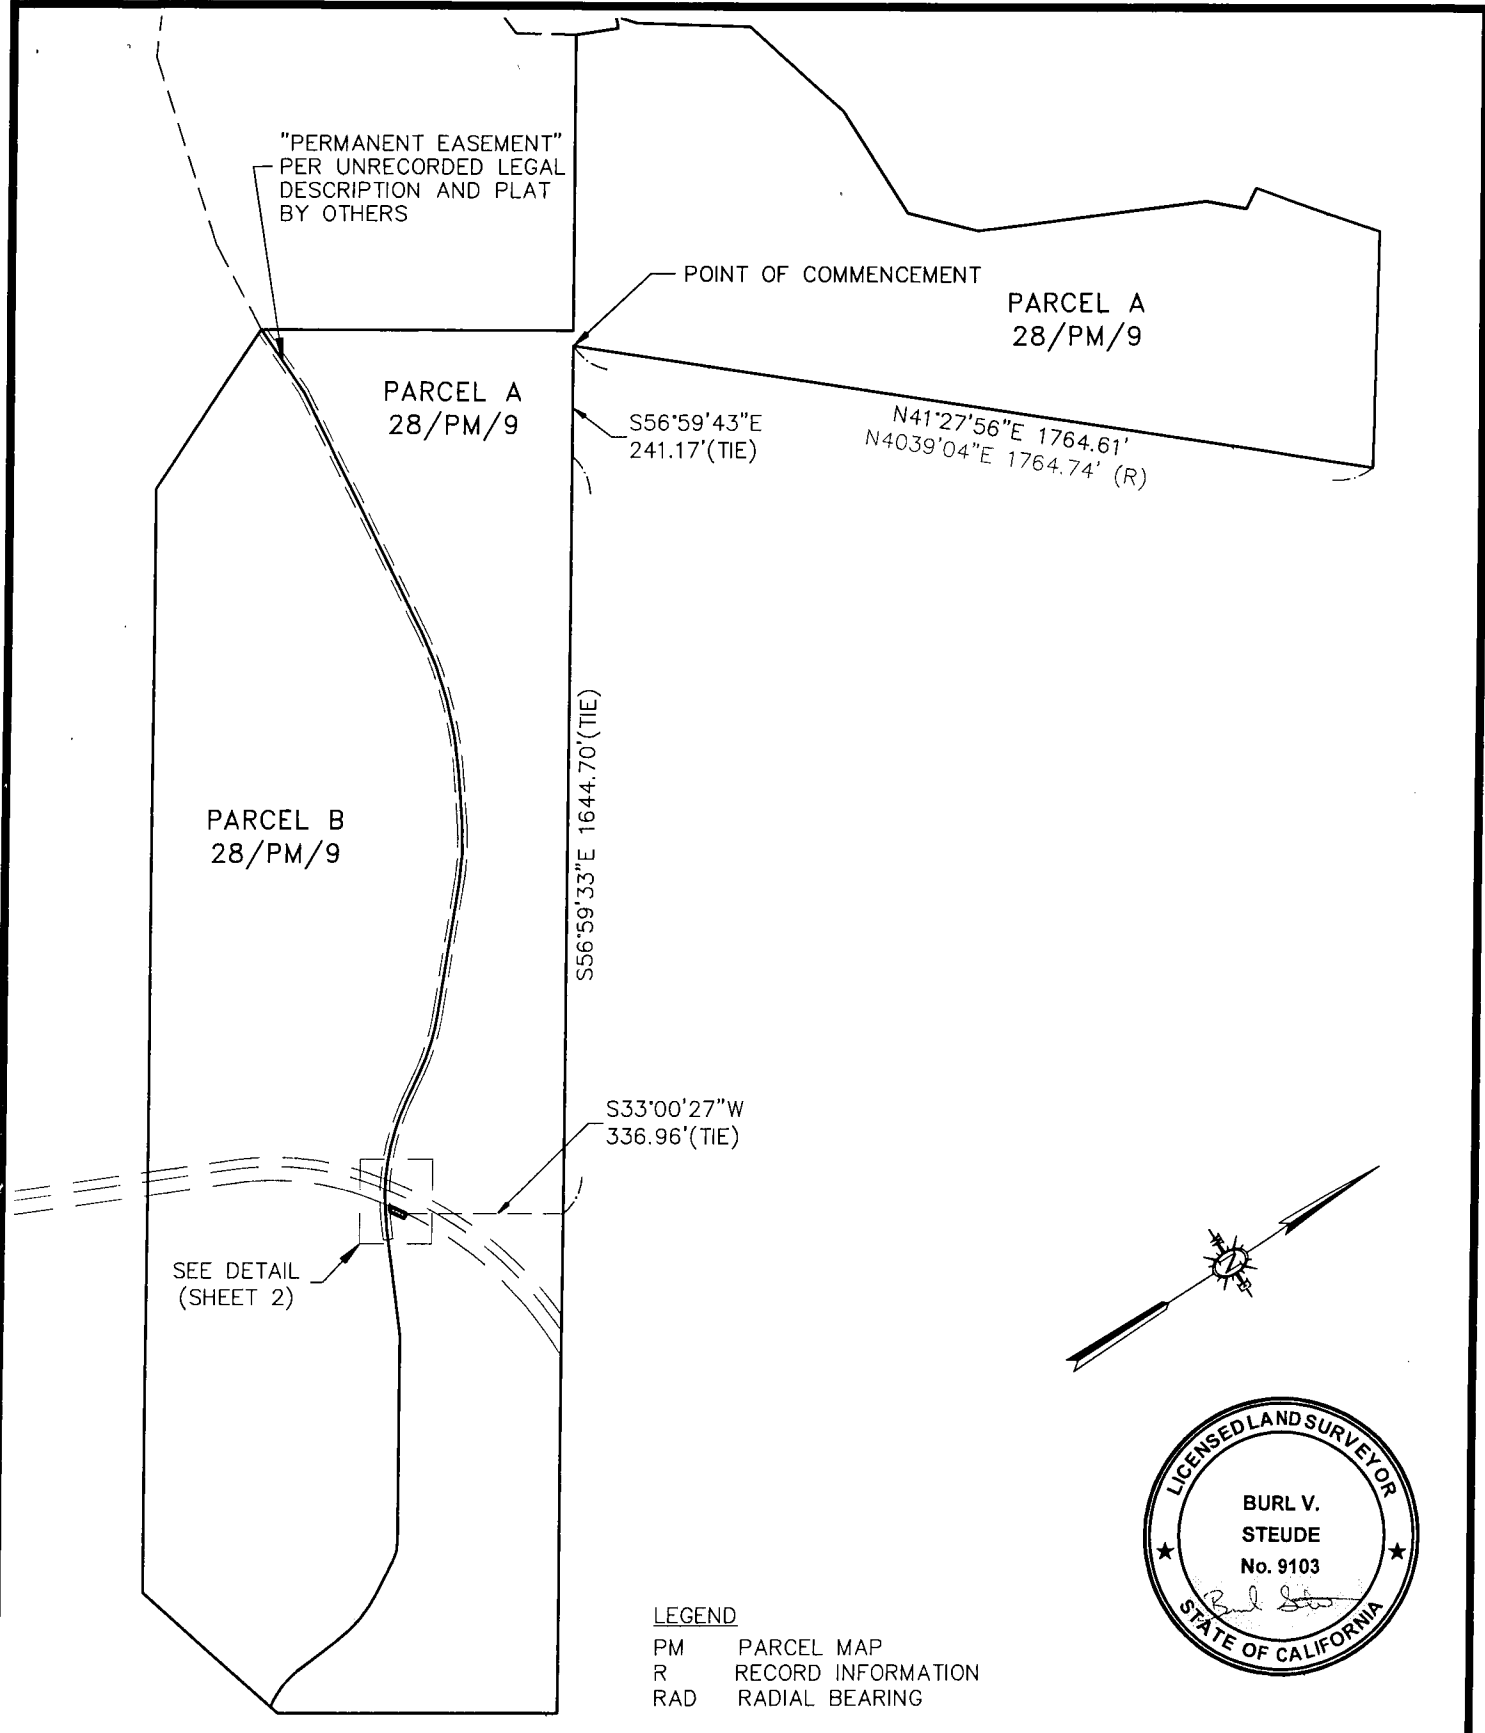 "PERMANENT EASEMENT"
PER UNRECORDED LEGAL
DESCRIPTION AND PLAT
BY OTHERS
POINT OF COMMENCEMENT
PARCEL A
28/PM/9
PARCEL A
28/PM/9
S56°59'43"E
241.17'(TIE)
N41°27'56"E 1764.61'
N4039'04"E 1764.74' (R)
S56°59'33"E 1644.70'(TIE)
PARCEL B
28/PM/9
S33°00'27"W
336.96'(TIE)
SEE DETAIL
(SHEET 2)
LICENSED LAND SURVEYOR
BURL V.
STEUDE
No. 9103
STATE OF CALIFORNIA
LEGEND
PM PARCEL MAP
R RECORD INFORMATION
RAD RADIAL BEARING